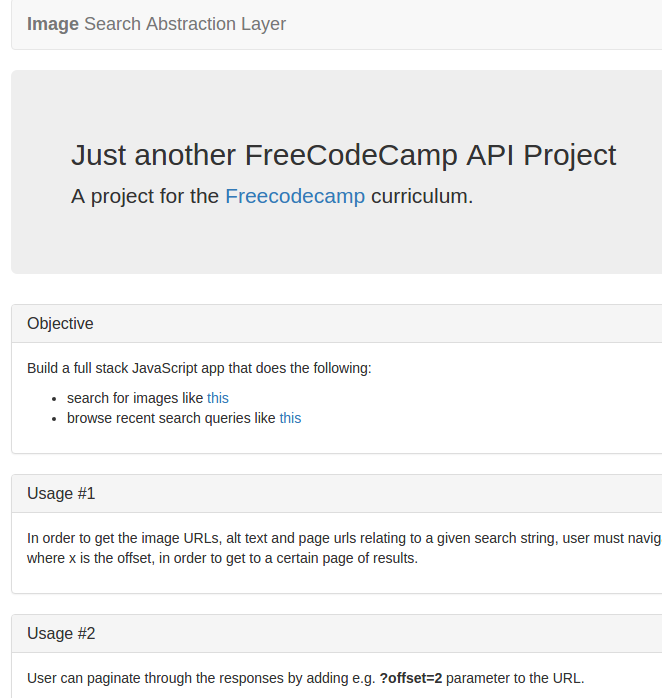 Image Search Abstraction Layer
Just another FreeCodeCamp API Project
A project for the Freecodecamp curriculum.
Objective
Build a full stack JavaScript app that does the following:
search for images like this
browse recent search queries like this
Usage #1
In order to get the image URLs, alt text and page urls relating to a given search string, user must navig
where x is the offset, in order to get to a certain page of results.
Usage #2
User can paginate through the responses by adding e.g. ?offset=2 parameter to the URL.